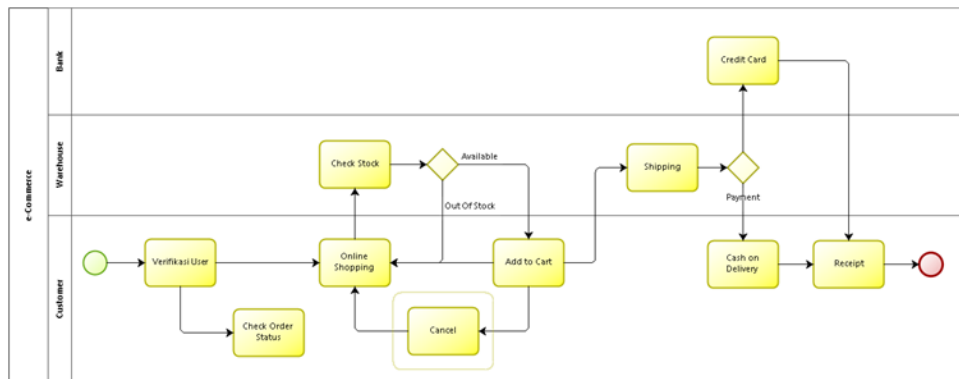 e-Commerce
Bank
Credit Card
Warehouse
Check Stock
Available
Out Of Stock
Shipping
Payment
Customer
Verifikasi User
Online
Shopping
Add to Cart
Cash on
Delivery
Receipt
Check Order
Status
Cancel